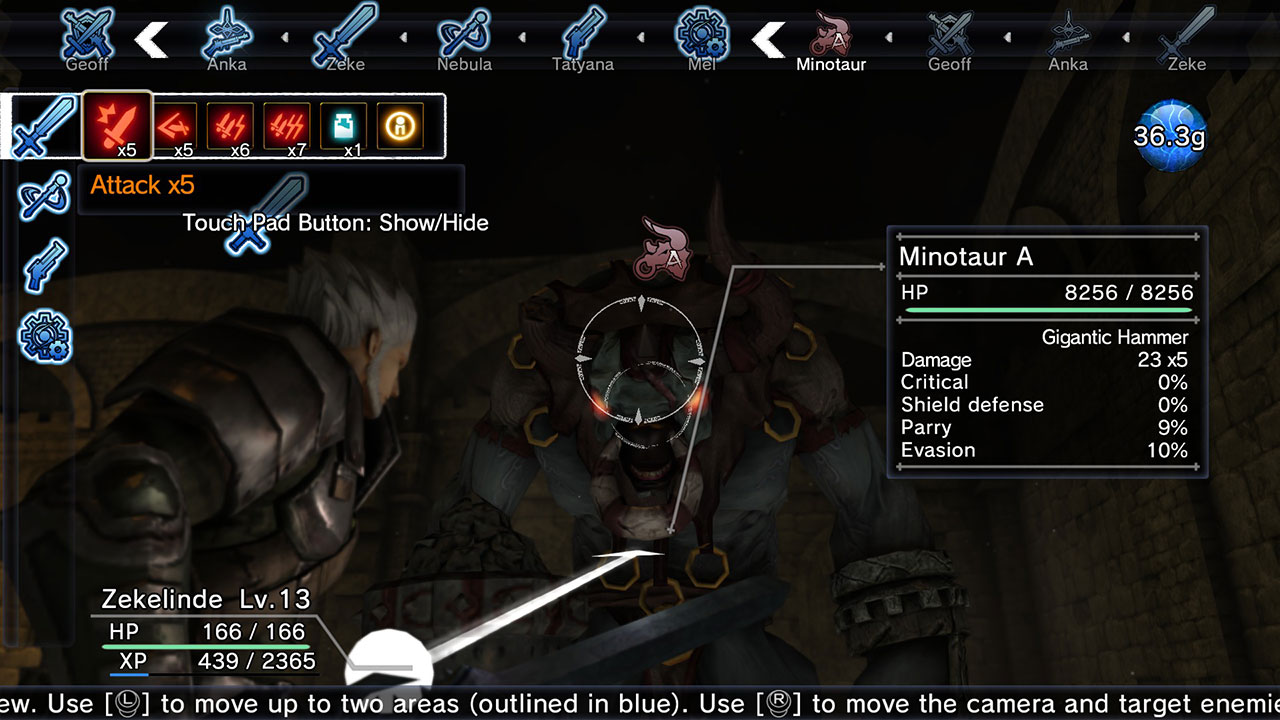 Geoff Anka Zeke Nebula Tatyana Mel Minotaur Geoff Anka Zeke
A
x5 x5 x6 x7 x1
36.3g
Attack x5
Touch Pad Button: Show/Hide
A
Minotaur A
HP 8256 / 8256
Gigantic Hammer
Damage 23 x5
Critical 0%
Shield defense 0%
Parry 9%
Evasion 10%
Zekelinde Lv.13
HP 166 / 166
XP 439 / 2365
ew. Use [L] to move up to two areas (outlined in blue). Use [R] to move the camera and target enemie